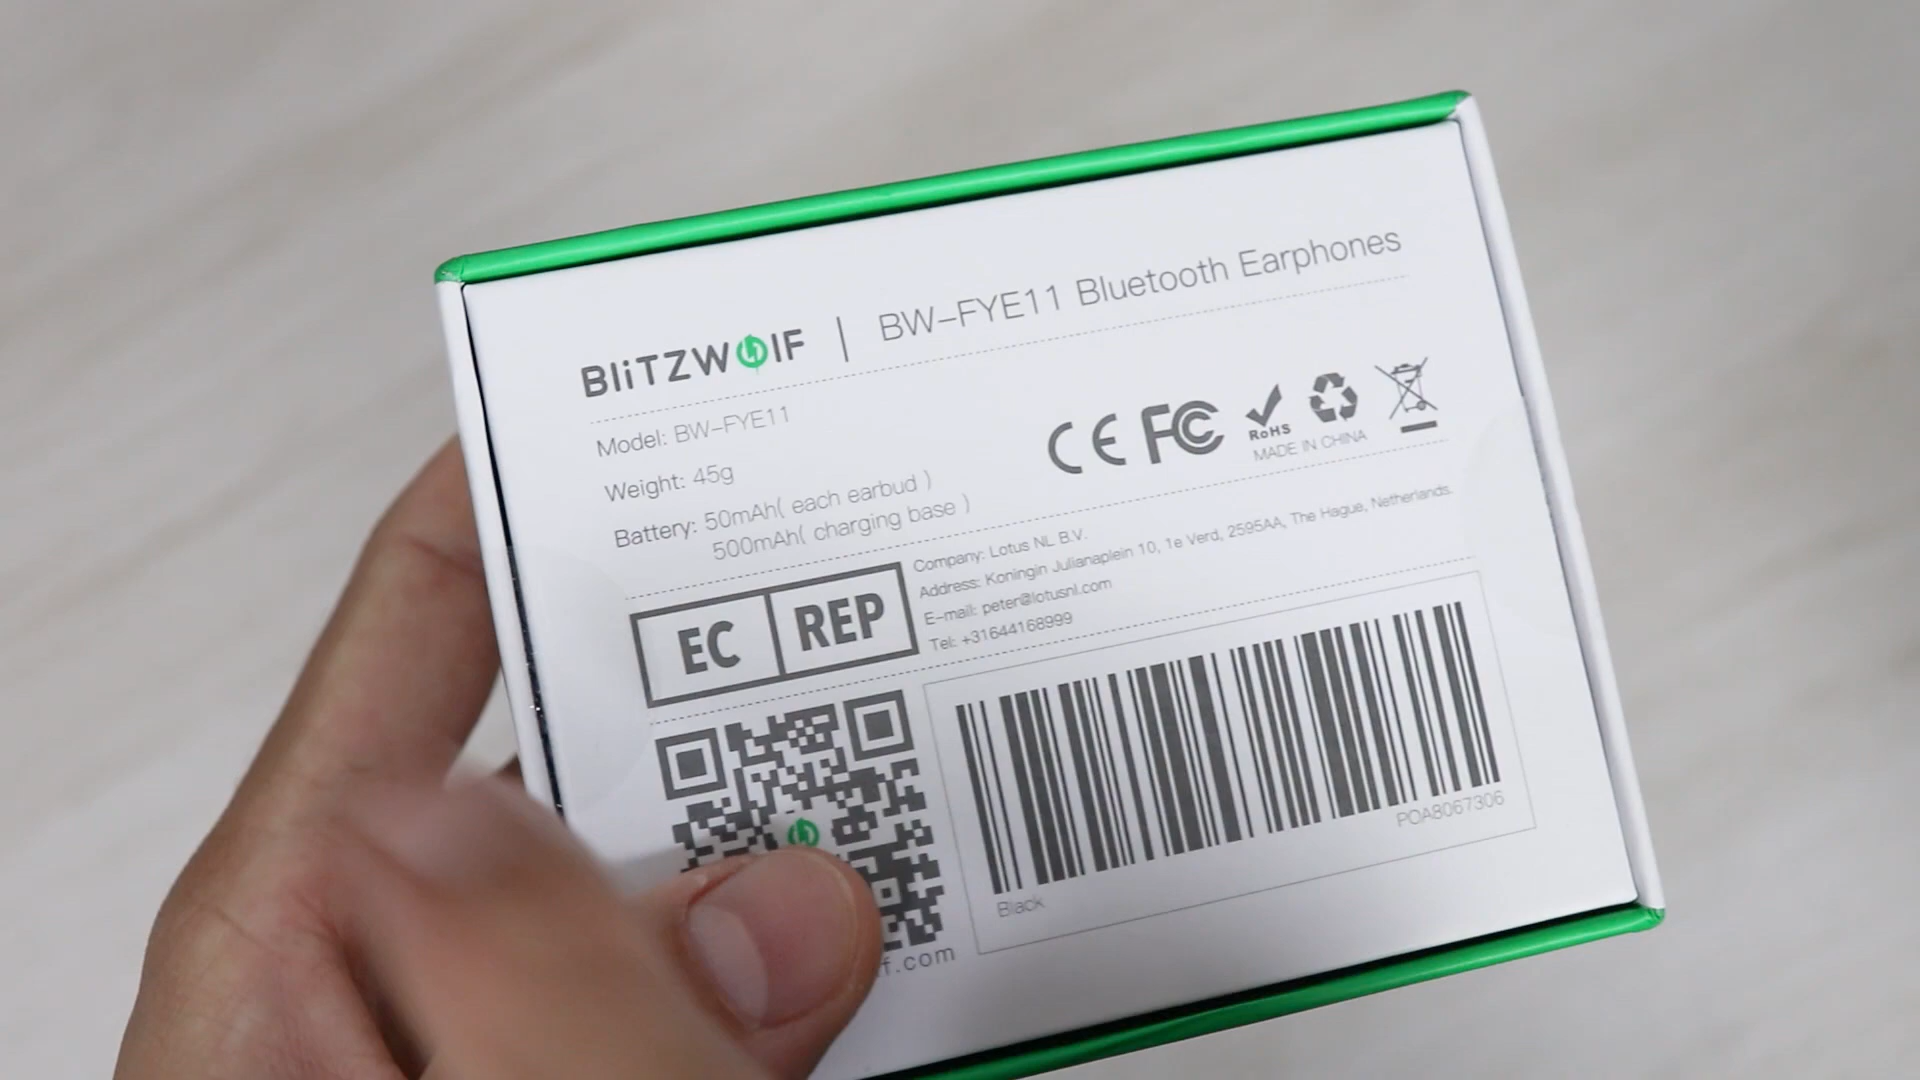 BLiTZWOLF | BW-FYE11 Bluetooth Earphones
Model: BW-FYE11
Weight: 45g
Battery: 50mAh( each earbud )
500mAh( charging base )
CE FC RoHS
MADE IN CHINA
EC REP
Company: Lotus NL B.V.
Address: Koningin Julianaplein 10, 1e Verd, 2595AA, The Hague, Netherlands.
E-mail: peter@lotusnl.com
Tel: +31644168999
POA8067306
Black
f.com